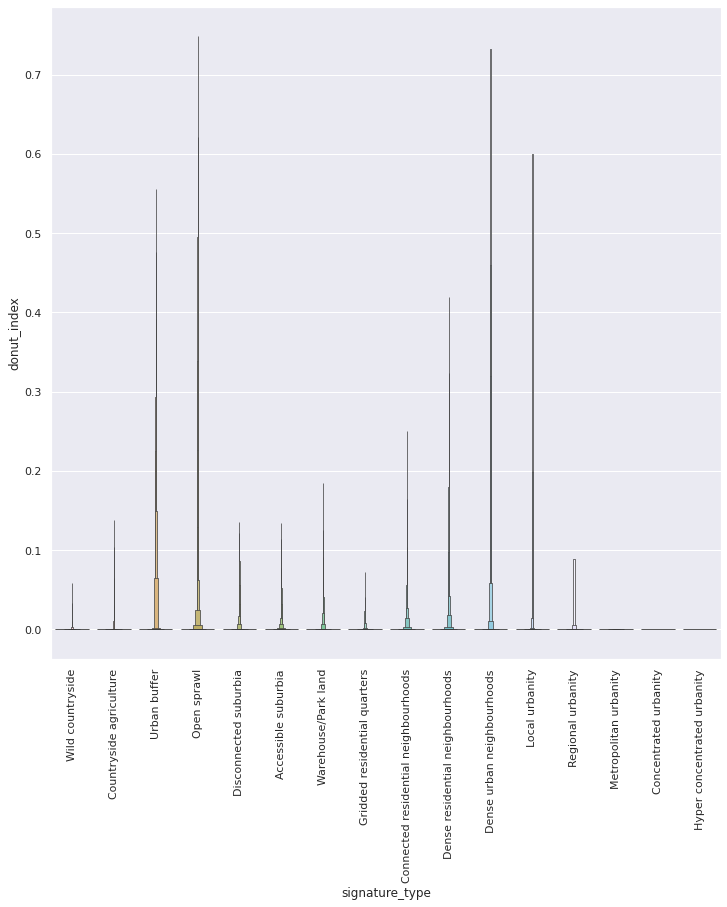 0.7
0.6
0.5
0.4
0.3
0.2
0.1
0.0
donut_index
Wild countryside
Countryside agriculture
Urban buffer
Open sprawl
Disconnected suburbia
Accessible suburbia
Warehouse/Park land
Gridded residential quarters
Connected residential neighbourhoods
Dense residential neighbourhoods
Dense urban neighbourhoods
Local urbanity
Regional urbanity
Metropolitan urbanity
Concentrated urbanity
Hyper concentrated urbanity
signature_type